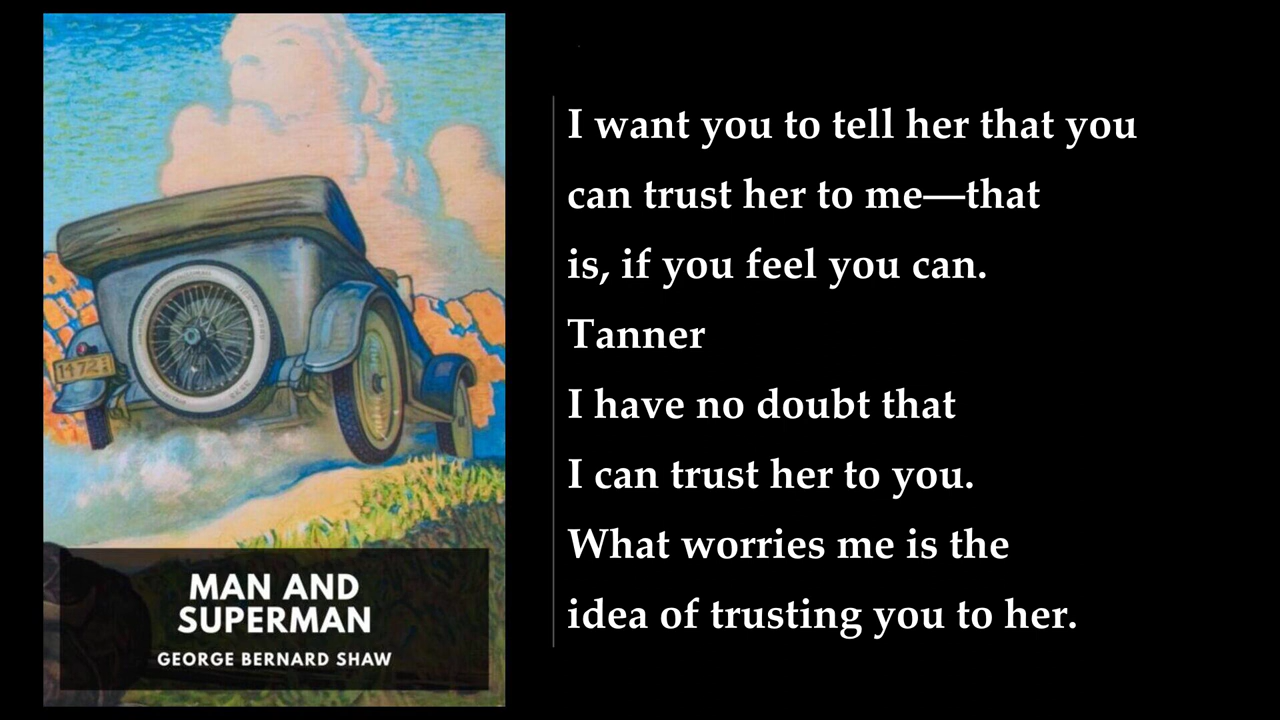 1472
MAN AND
SUPERMAN
GEORGE BERNARD SHAW
I want you to tell her that you
can trust her to me—that
is, if you feel you can.
Tanner
I have no doubt that
I can trust her to you.
What worries me is the
idea of trusting you to her.